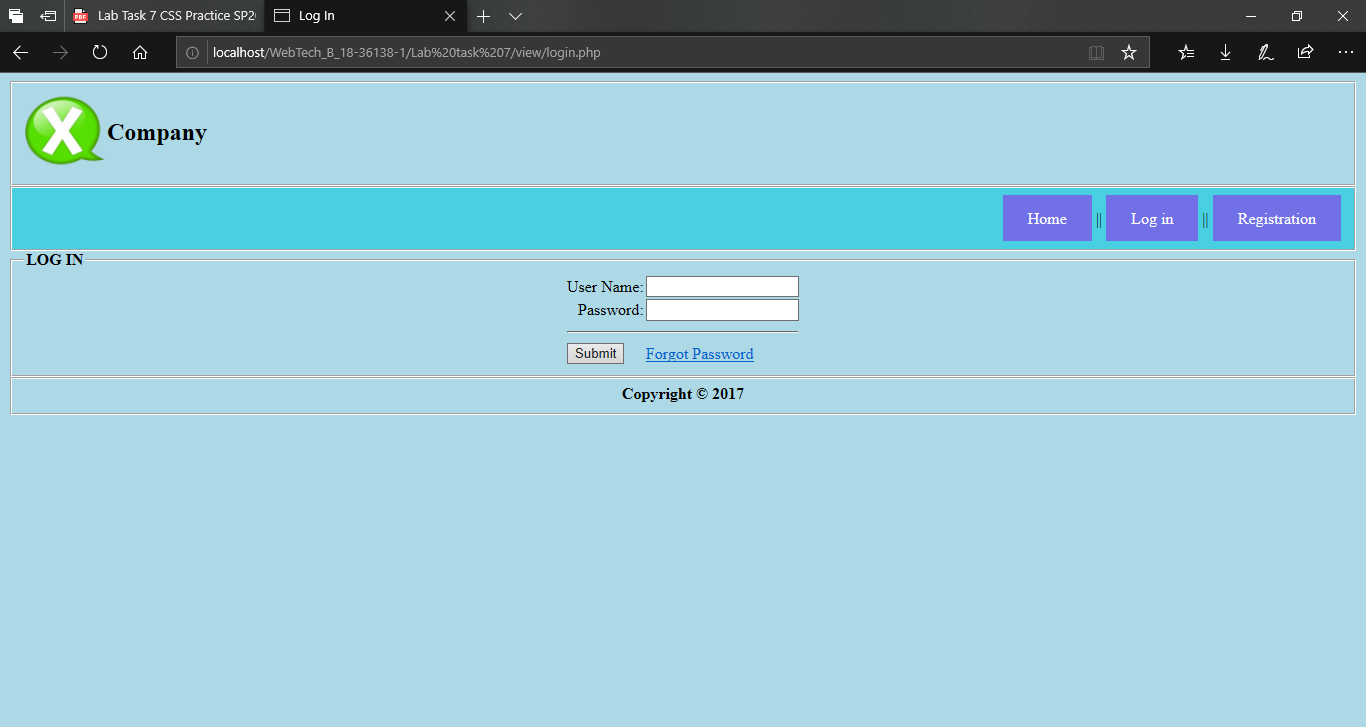 Lab Task 7 CSS Practice SP2
Log In
localhost/WebTech_B_18-36138-1/Lab%20task%207/view/login.php
X Company
Home || Log in || Registration
LOG IN
User Name:
Password:
Submit Forgot Password
Copyright © 2017